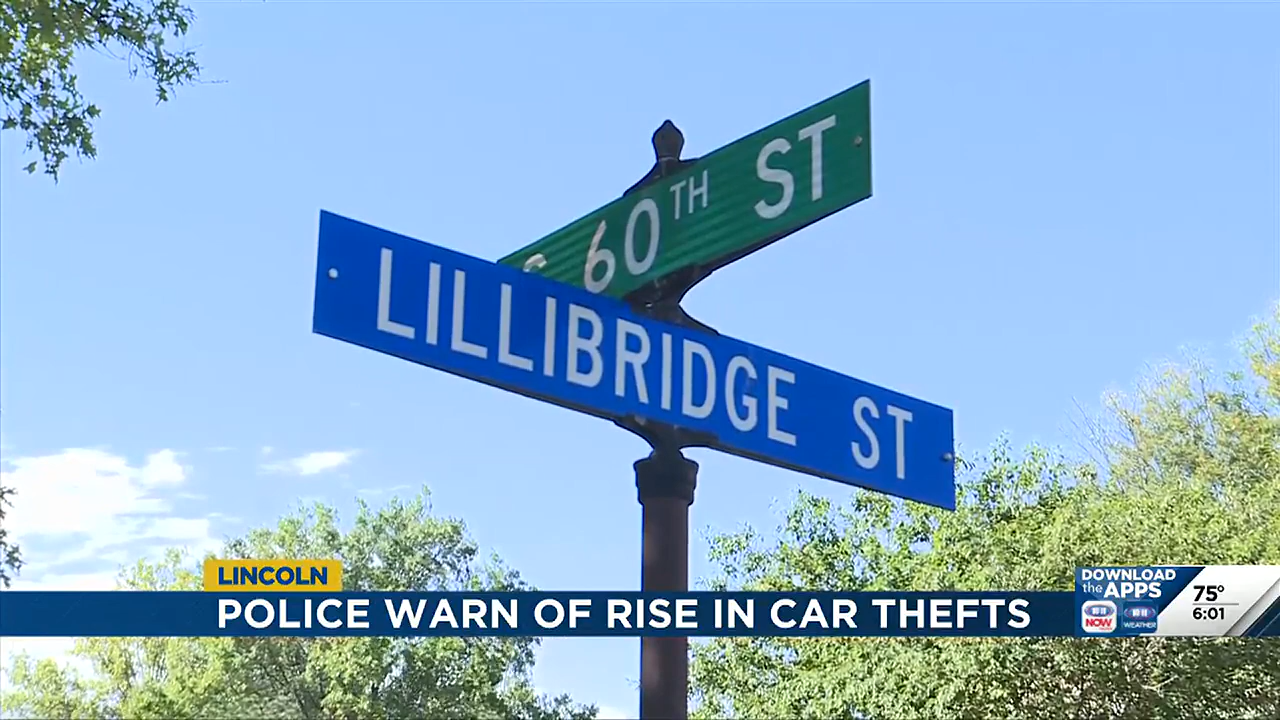 S 60TH ST
LILLIBRIDGE ST
LINCOLN
POLICE WARN OF RISE IN CAR THEFTS
DOWNLOAD
the APPS
NOW
WEATHER
75°
6:01